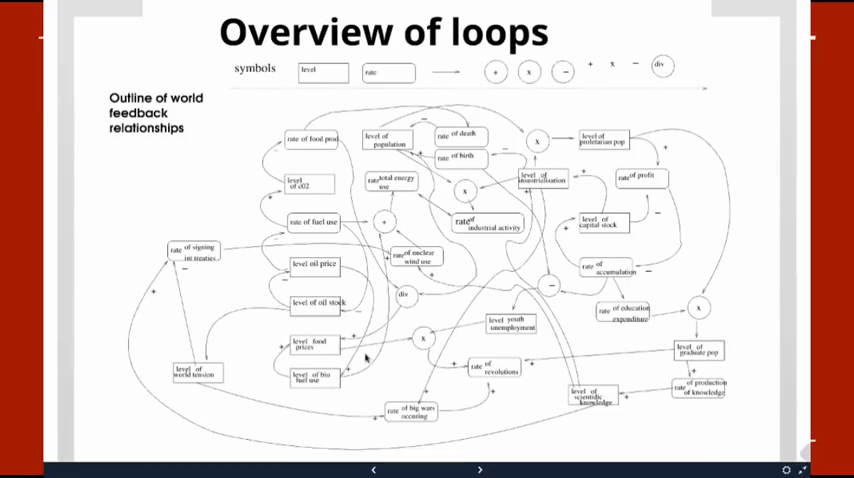 Overview of loops
symbols
level
rate
+
x
−
+ x − div
Outline of world
feedback
relationships
rate of food prod
level of
population
rate of death
rate of birth
x
level of
proletarian pop
level
of c02
rate total energy
use
x
level of
industrialisation
rate of profit
rate of fuel use
+
rate of
industrial activity
level of
capital stock
rate of signing
int treaties
rate of nuclear
wind use
level oil price
rate of
accumulation
div
−
level of oil stock
rate of education
expenditure
x
level youth
unemployment
level food
prices
x
level of
graduate pop
level of
world tension
level of bio
fuel use
rate of
revolutions
rate of production
of knowledge
level of
scientidic
knowledge
rate of big wars
occuring